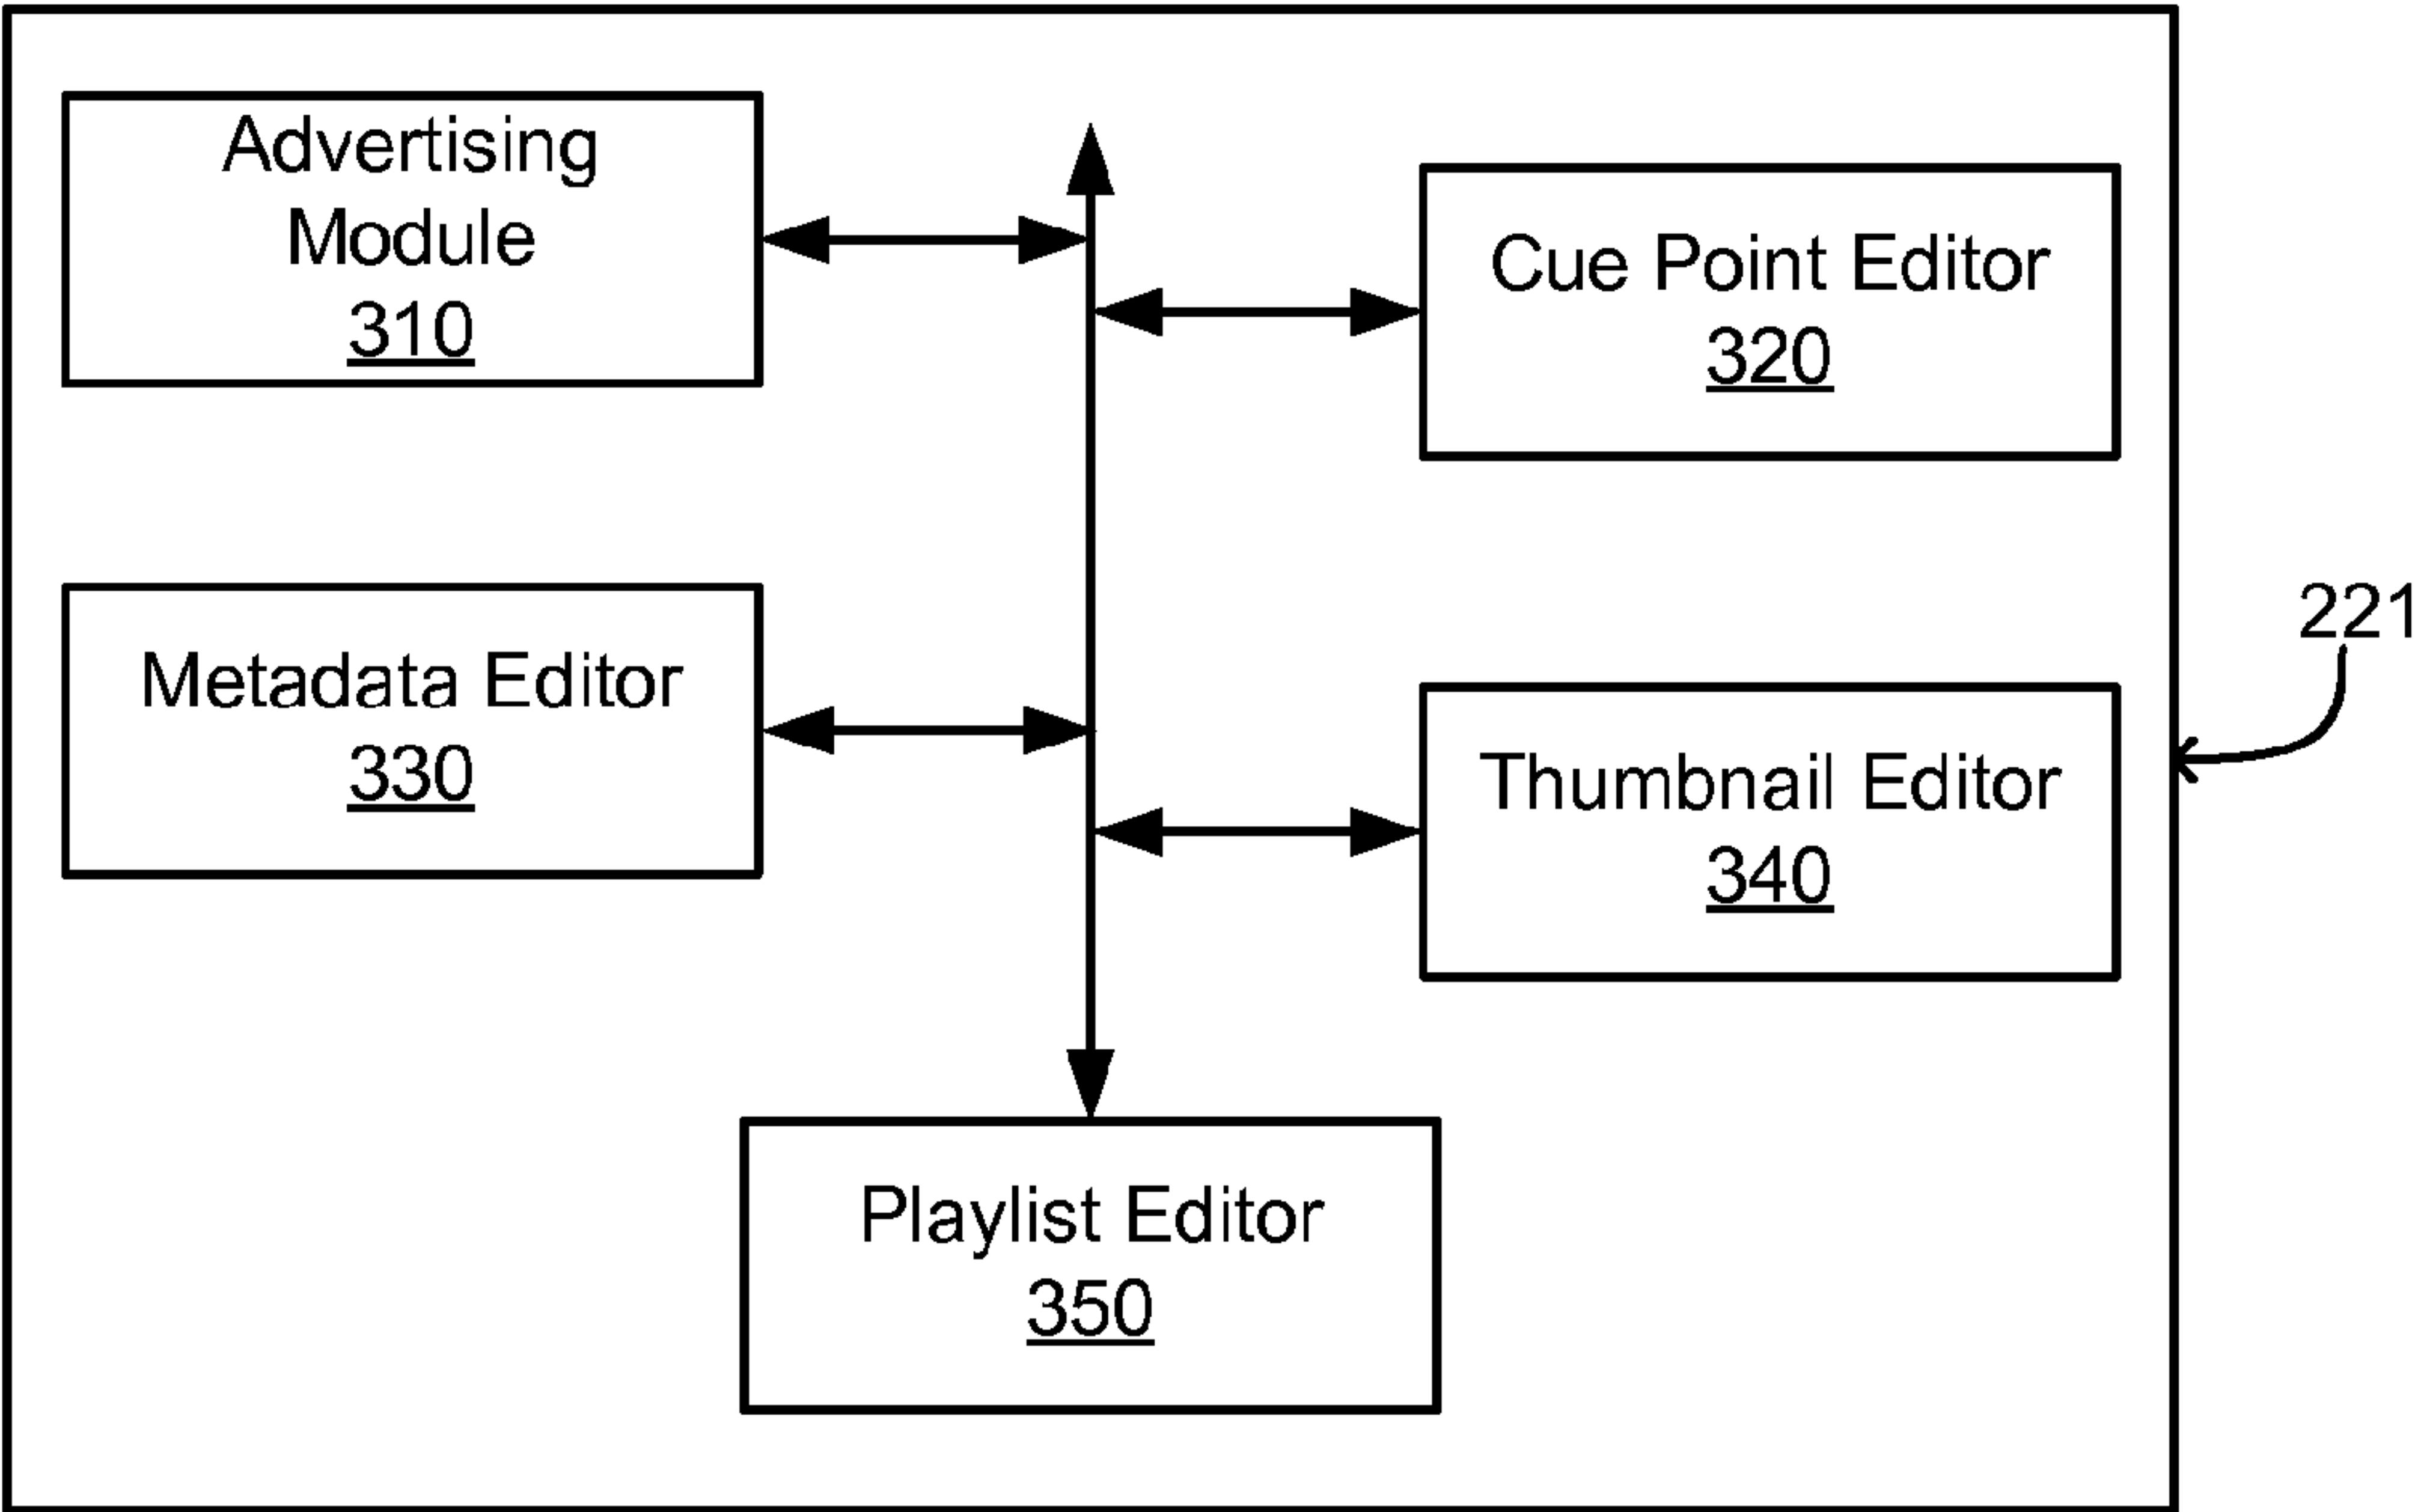 Advertising
Module
310
Cue Point Editor
320
Metadata Editor
330
Thumbnail Editor
340
221
Playlist Editor
350